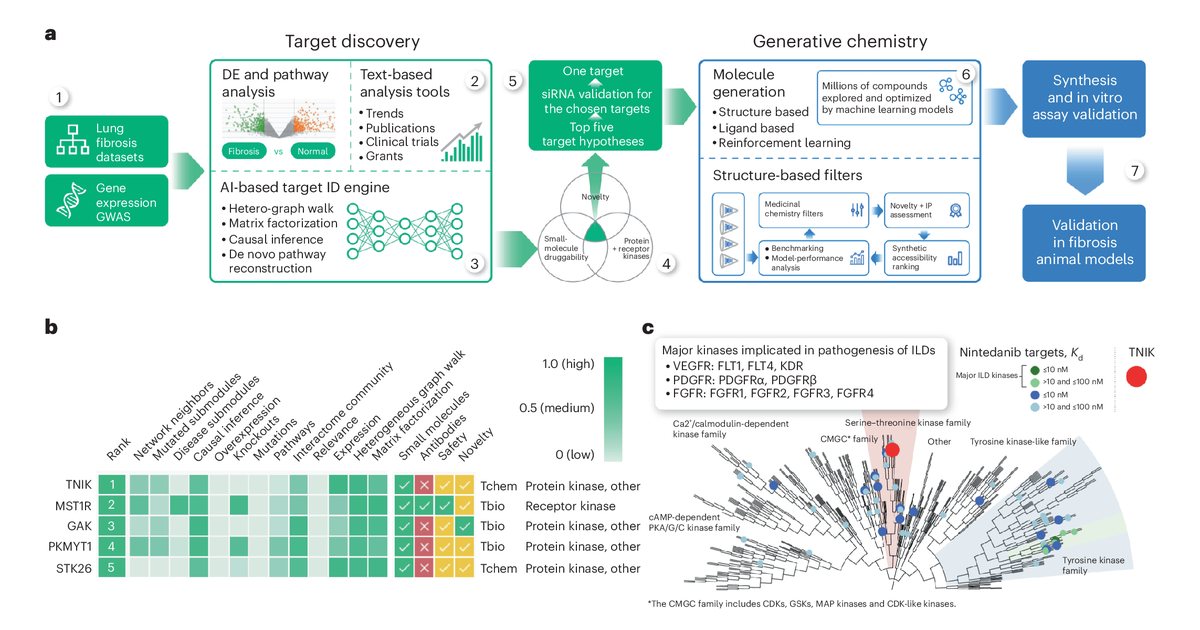 a
Target discovery
Generative chemistry
1
Lung
fibrosis
datasets
Gene
expression
GWAS
DE and pathway
analysis
Fibrosis vs Normal
Text-based
analysis tools
2
• Trends
• Publications
• Clinical trials
• Grants
AI-based target ID engine
• Hetero-graph walk
• Matrix factorization
• Causal inference
• De novo pathway
reconstruction
3
5
One target
siRNA validation for
the chosen targets
Top five
target hypotheses
Novelty
Small-
molecule
druggability
Protein
+ receptor
kinases
4
Molecule
generation
• Structure based
• Ligand based
• Reinforcement learning
Millions of compounds
explored and optimized
by machine learning models
6
Structure-based filters
Medicinal
chemistry filters
Novelty + IP
assessment
• Benchmarking
• Model-performance
analysis
Synthetic
accessibility
ranking
Synthesis
and in vitro
assay validation
7
Validation
in fibrosis
animal models
b
Rank
Network neighbors
Mutated submodules
Disease submodules
Causal inference
Overexpression
Knockouts
Mutations
Pathways
Interactome community
Relevance
Expression
Heterogeneous graph walk
Matrix factorization
Small molecules
Antibodies
Safety
Novelty
1.0 (high)
0.5 (medium)
0 (low)
TNIK 1 Tchem Protein kinase, other
MST1R 2 Tbio Receptor kinase
GAK 3 Tbio Protein kinase, other
PKMYT1 4 Tbio Protein kinase, other
STK26 5 Tchem Protein kinase, other
c
Major kinases implicated in pathogenesis of ILDs
• VEGFR: FLT1, FLT4, KDR
• PDGFR: PDGFRα, PDGFRβ
• FGFR: FGFR1, FGFR2, FGFR3, FGFR4
Nintedanib targets, Kd
Major ILD kinases
≤10 nM
>10 and ≤100 nM
≤10 nM
>10 and ≤100 nM
TNIK
Ca2+/calmodulin-dependent
kinase family
Serine–threonine kinase family
CMGC* family
Other
Tyrosine kinase-like family
cAMP-dependent
PKA/G/C kinase family
Tyrosine kinase
family
*The CMGC family includes CDKs, GSKs, MAP kinases and CDK-like kinases.